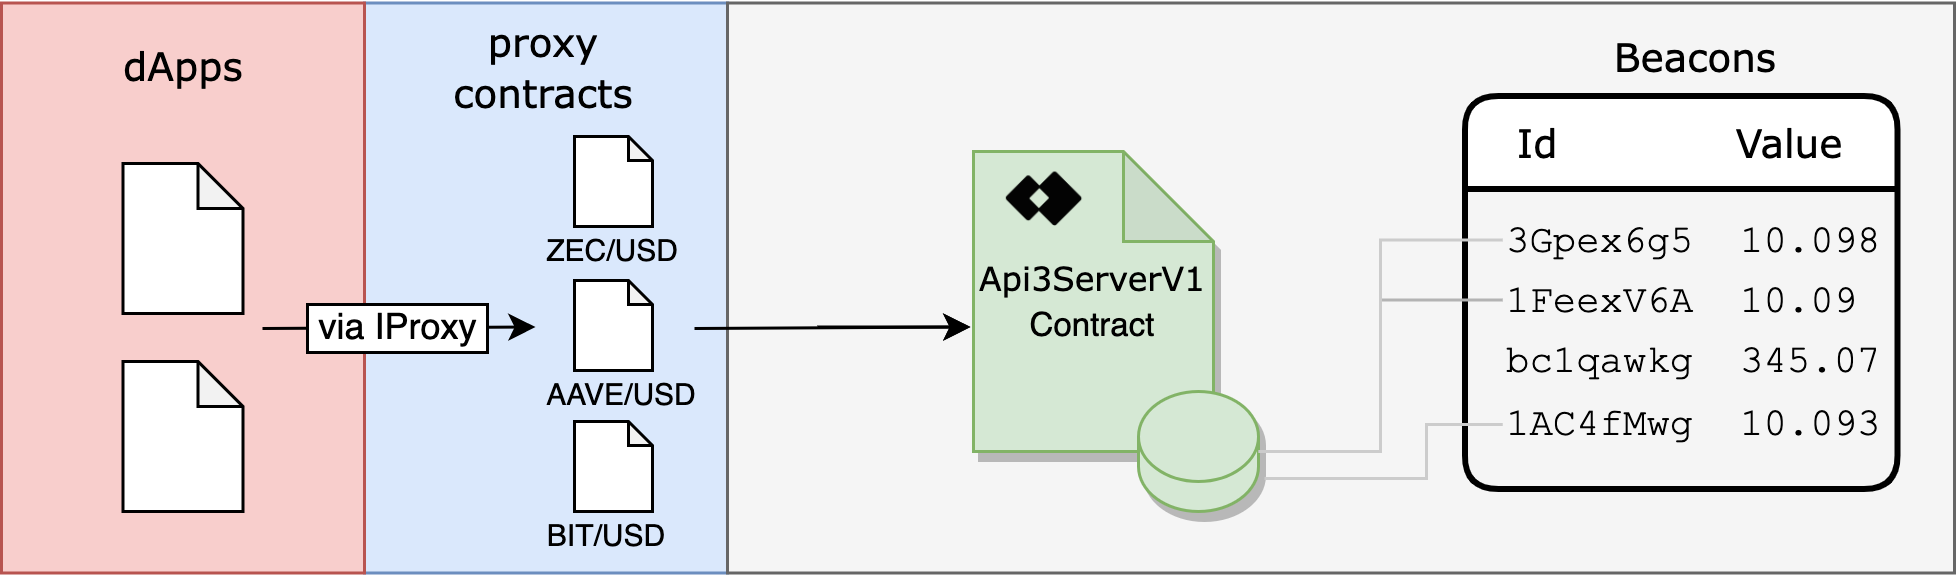 dApps
proxy
contracts
ZEC/USD
via IProxy
AAVE/USD
BIT/USD
Api3ServerV1
Contract
Beacons
Id Value
3Gpex6g5 10.098
1FeexV6A 10.09
bc1qawkg 345.07
1AC4fMwg 10.093